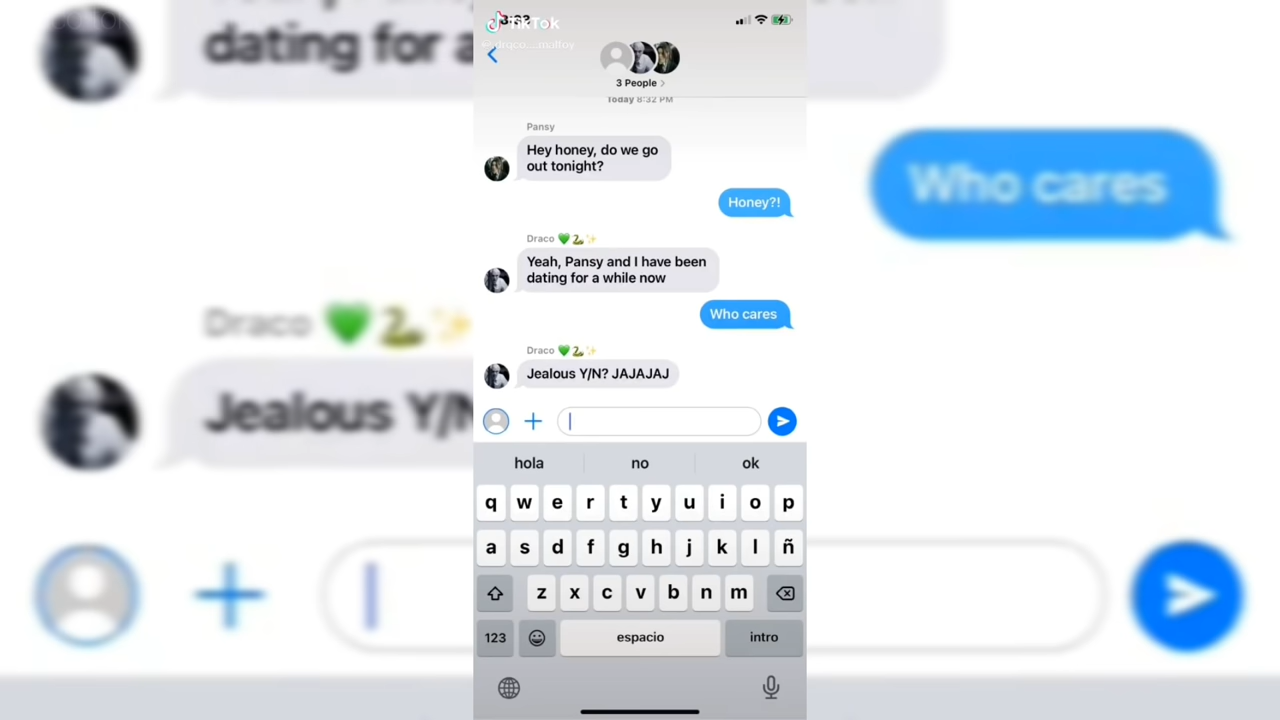 TikTok
3 People >
Today 8:32 PM
Pansy
Hey honey, do we go
out tonight?
Honey?!
Draco 💚 🐍✨
Yeah, Pansy and I have been
dating for a while now
Who cares
Draco 💚 🐍✨
Jealous Y/N? JAJAJAJ
hola no ok
q w e r t y u i o p
a s d f g h j k l ñ
z x c v b n m
123 espacio intro
dating for a
Who cares
Draco 💚 🐍✨
Jealous Y/N